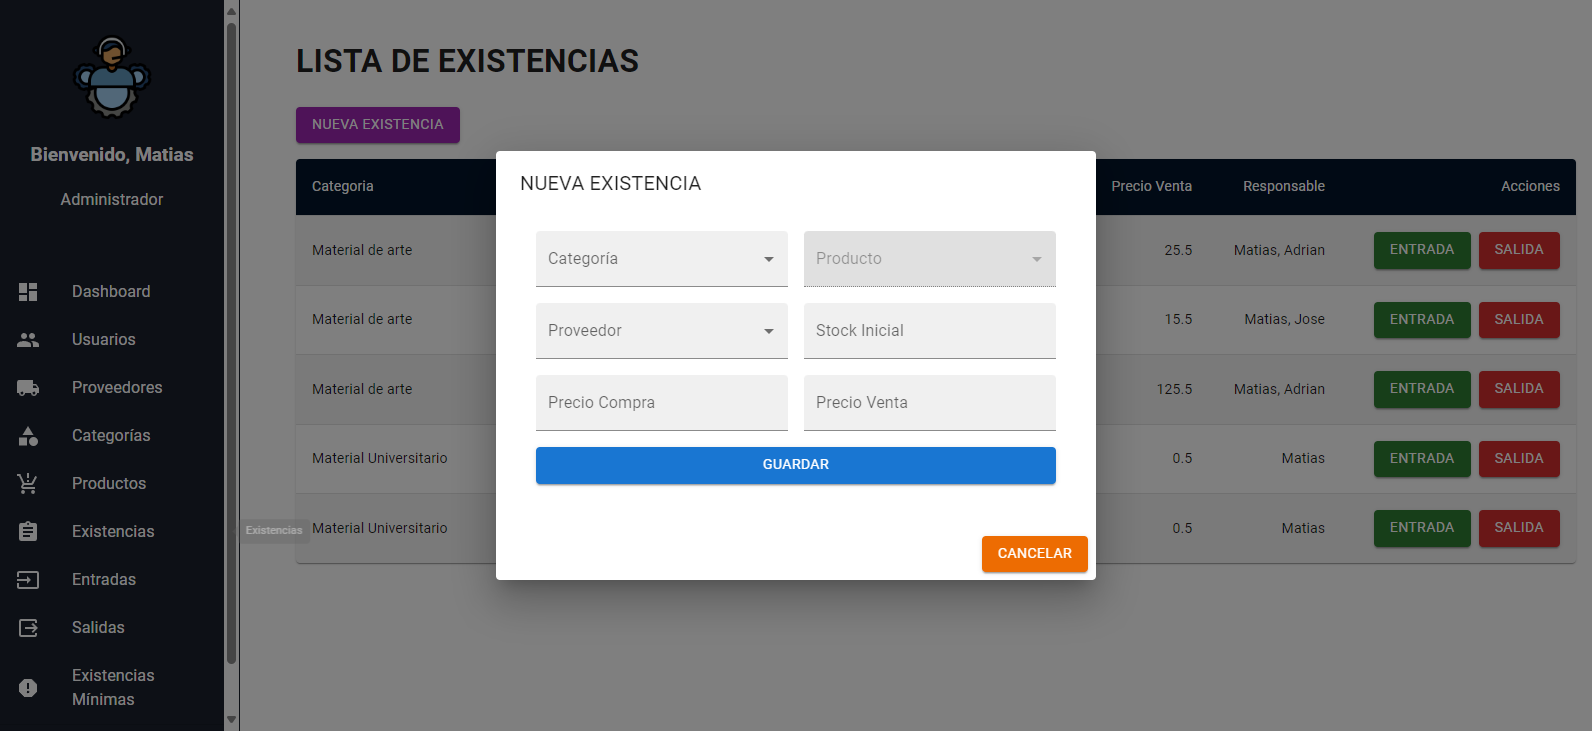 Bienvenido, Matias
Administrador
Dashboard
Usuarios
Proveedores
Categorías
Productos
Existencias
Entradas
Salidas
Existencias
Mínimas
Existencias
LISTA DE EXISTENCIAS
NUEVA EXISTENCIA
Categoria Precio Venta Responsable Acciones
Material de arte 25.5 Matias, Adrian ENTRADA SALIDA
Material de arte 15.5 Matias, Jose ENTRADA SALIDA
Material de arte 125.5 Matias, Adrian ENTRADA SALIDA
Material Universitario 0.5 Matias ENTRADA SALIDA
Material Universitario 0.5 Matias ENTRADA SALIDA
NUEVA EXISTENCIA
Categoría Producto
Proveedor Stock Inicial
Precio Compra Precio Venta
GUARDAR
CANCELAR